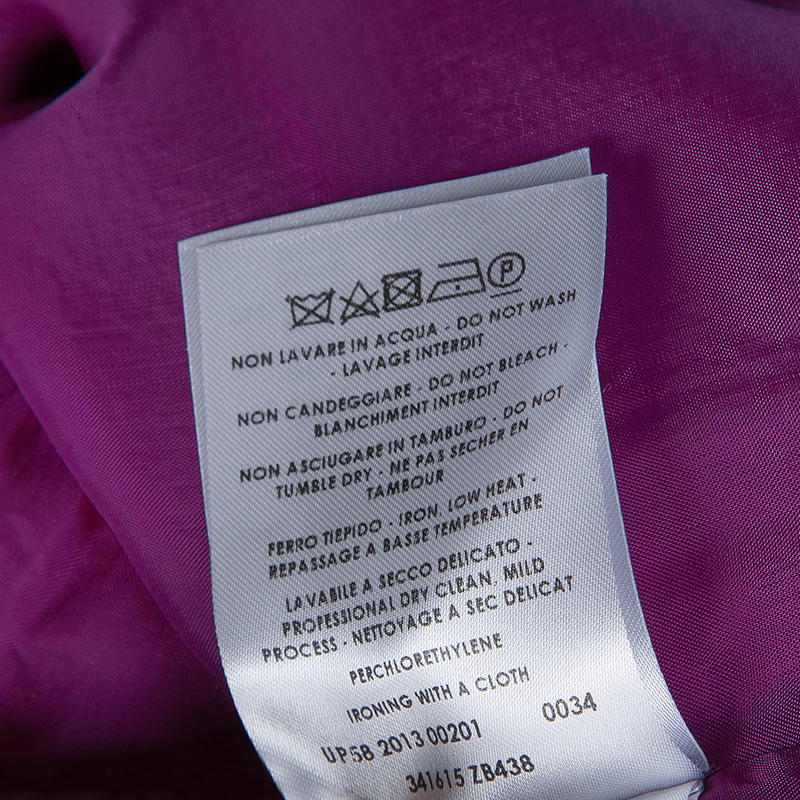 P
NON LAVARE IN ACQUA - DO NOT WASH
- LAVAGE INTERDIT
NON CANDEGGIARE - DO NOT BLEACH -
BLANCHIMENT INTERDIT
NON ASCIUGARE IN TAMBURO - DO NOT
TUMBLE DRY - NE PAS SECHER EN
TAMBOUR
FERRO TIEPIDO - IRON, LOW HEAT -
REPASSAGE A BASSE TEMPERATURE
LAVABILE A SECCO DELICATO -
PROFESSIONAL DRY CLEAN, MILD
PROCESS - NETTOYAGE A SEC DELICAT
PERCHLORETHYLENE
IRONING WITH A CLOTH
UP58 2013 00201 0034
341615 ZB438